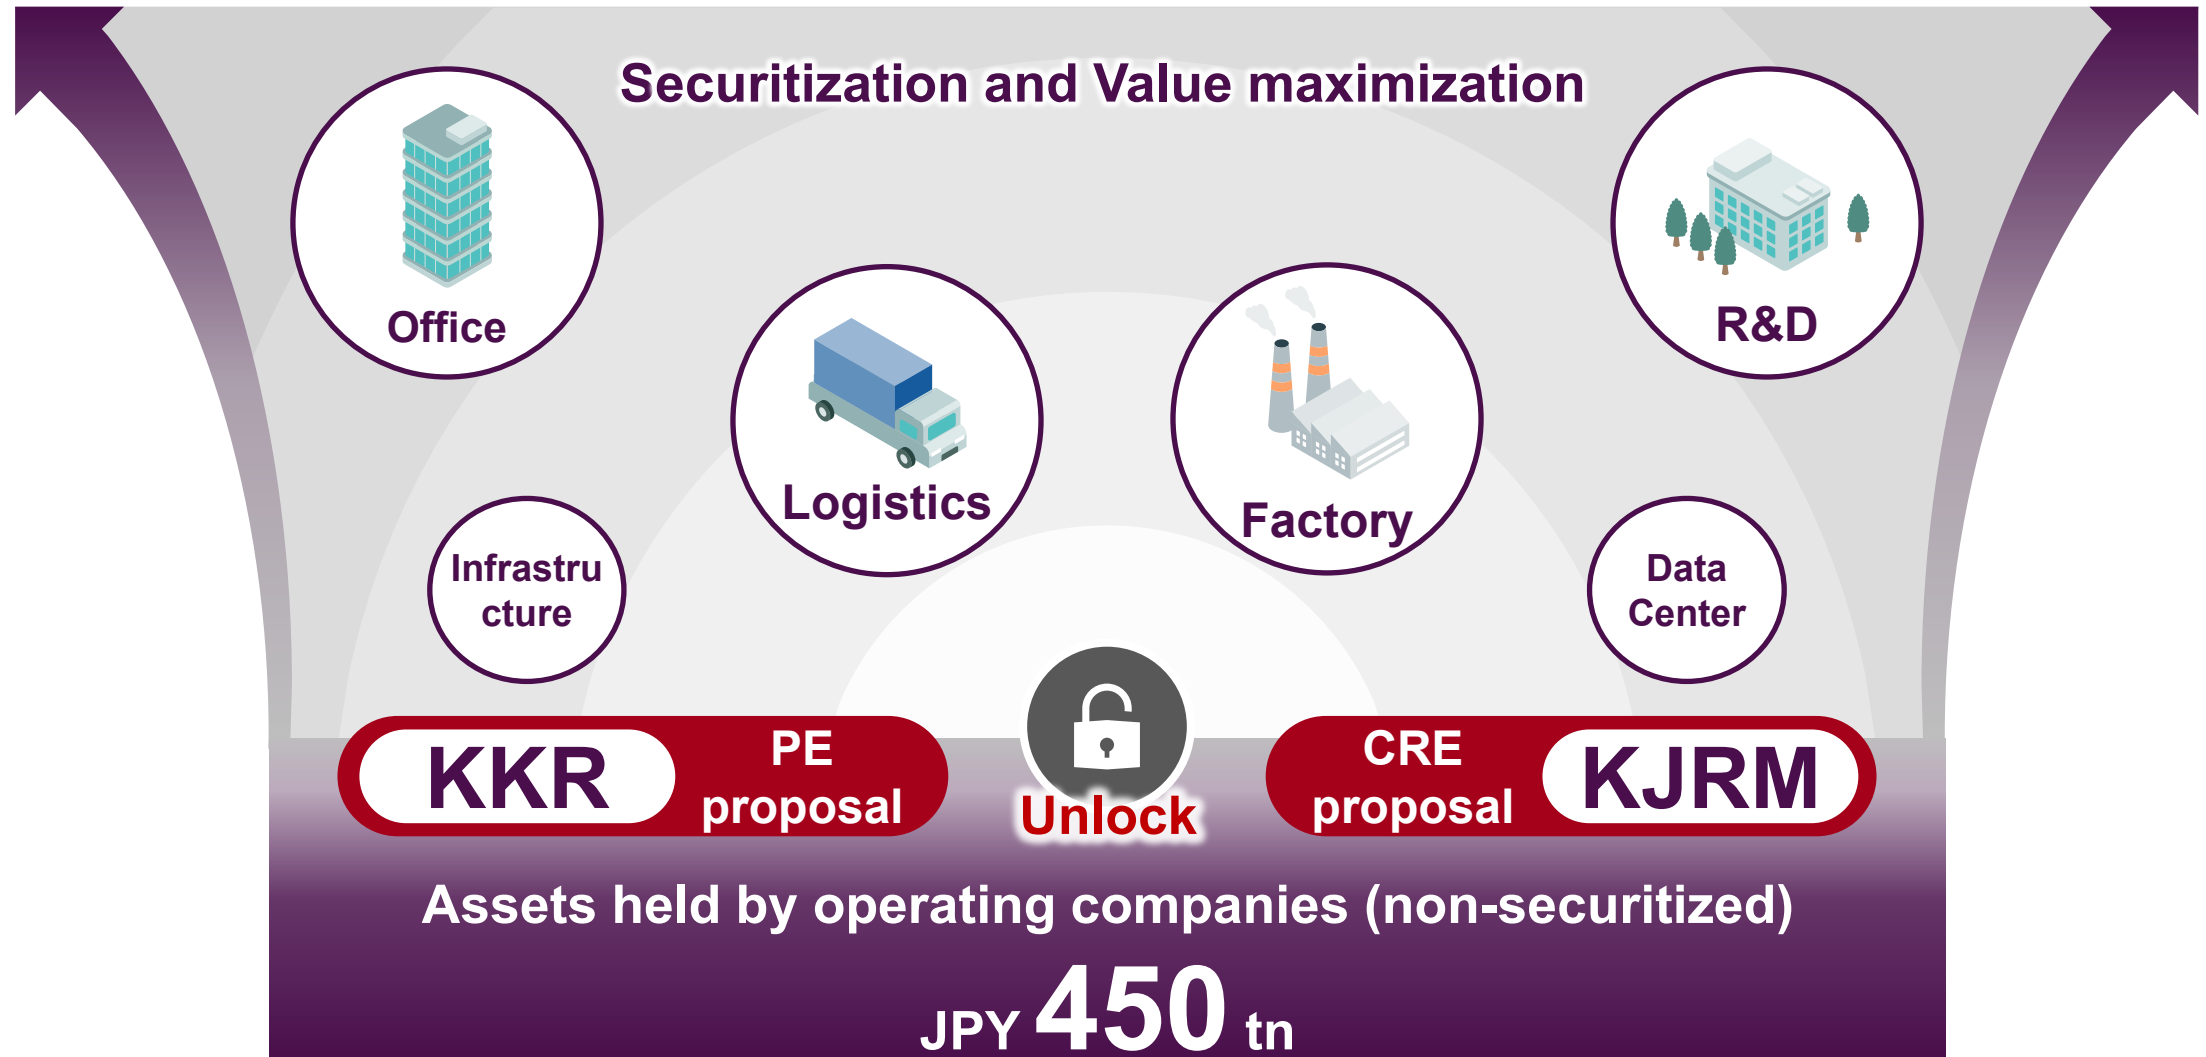 Securitization and Value maximization
Office
R&D
Logistics
Factory
Infrastru
cture
Data
Center
KKR
PE
proposal
Unlock
CRE
proposal
KJRM
Assets held by operating companies (non-securitized)
JPY 450 tn